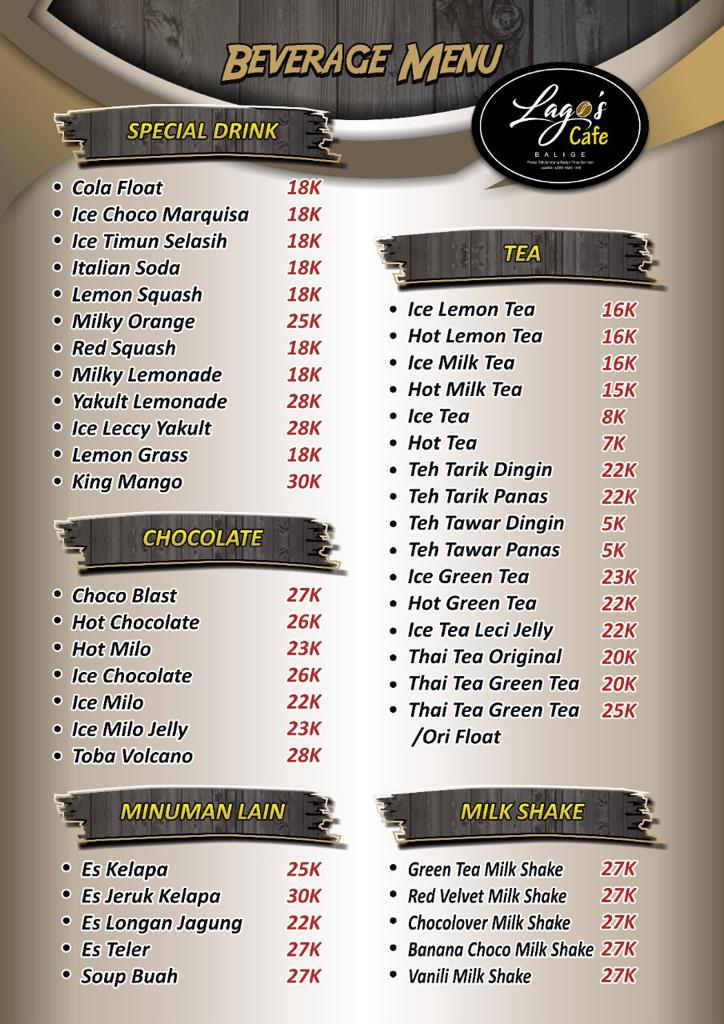 BEVERAGE MENU
Lago's
Cafe
BALIGE
SPECIAL DRINK
• Cola Float 18K
• Ice Choco Marquisa 18K
• Ice Timun Selasih 18K
• Italian Soda 18K
• Lemon Squash 18K
• Milky Orange 25K
• Red Squash 18K
• Milky Lemonade 18K
• Yakult Lemonade 28K
• Ice Leccy Yakult 28K
• Lemon Grass 18K
• King Mango 30K
CHOCOLATE
• Choco Blast 27K
• Hot Chocolate 26K
• Hot Milo 23K
• Ice Chocolate 26K
• Ice Milo 22K
• Ice Milo Jelly 23K
• Toba Volcano 28K
MINUMAN LAIN
• Es Kelapa 25K
• Es Jeruk Kelapa 30K
• Es Longan Jagung 22K
• Es Teler 27K
• Soup Buah 27K
TEA
• Ice Lemon Tea 16K
• Hot Lemon Tea 16K
• Ice Milk Tea 16K
• Hot Milk Tea 15K
• Ice Tea 8K
• Hot Tea 7K
• Teh Tarik Dingin 22K
• Teh Tarik Panas 22K
• Teh Tawar Dingin 5K
• Teh Tawar Panas 5K
• Ice Green Tea 23K
• Hot Green Tea 22K
• Ice Tea Leci Jelly 22K
• Thai Tea Original 20K
• Thai Tea Green Tea 20K
• Thai Tea Green Tea 25K
/Ori Float
MILK SHAKE
• Green Tea Milk Shake 27K
• Red Velvet Milk Shake 27K
• Chocolover Milk Shake 27K
• Banana Choco Milk Shake 27K
• Vanili Milk Shake 27K